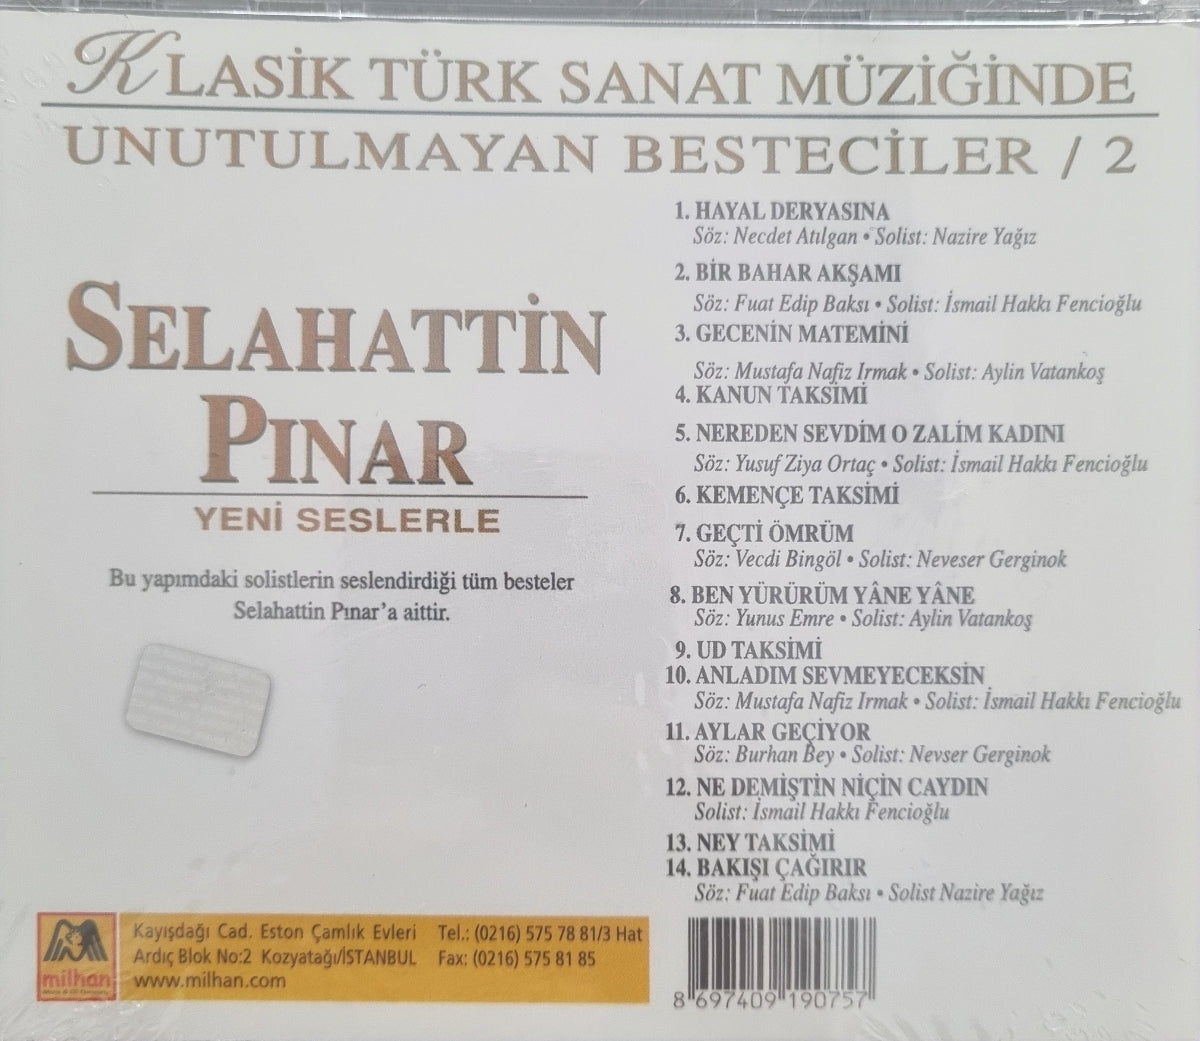 KLASİK TÜRK SANAT MÜZİĞİNDE
UNUTULMAYAN BESTECİLER / 2
SELAHATTİN
PINAR
YENİ SESLERLE
Bu yapımdaki solistlerin seslendirdiği tüm besteler
Selahattin Pınar'a aittir.
1. HAYAL DERYASINA
Söz: Necdet Atılgan • Solist: Nazire Yağız
2. BİR BAHAR AKŞAMI
Söz: Fuat Edip Baksı • Solist: İsmail Hakkı Fencioğlu
3. GECENİN MATEMİNİ
Söz: Mustafa Nafiz Irmak • Solist: Aylin Vatankoş
4. KANUN TAKSİMİ
5. NEREDEN SEVDİM O ZALİM KADINI
Söz: Yusuf Ziya Ortaç • Solist: İsmail Hakkı Fencioğlu
6. KEMENÇE TAKSİMİ
7. GEÇTİ ÖMRÜM
Söz: Vecdi Bingöl • Solist: Neveser Gerginok
8. BEN YÜRÜRÜM YÂNE YÂNE
Söz: Yunus Emre • Solist: Aylin Vatankoş
9. UD TAKSİMİ
10. ANLADIM SEVMEYECEKSİN
Söz: Mustafa Nafiz Irmak • Solist: İsmail Hakkı Fencioğlu
11. AYLAR GEÇİYOR
Söz: Burhan Bey • Solist: Nevser Gerginok
12. NE DEMİŞTİN NİÇİN CAYDIN
Solist: İsmail Hakkı Fencioğlu
13. NEY TAKSİMİ
14. BAKIŞI ÇAĞIRIR
Söz: Fuat Edip Baksı • Solist Nazire Yağız
milhan
Kayışdağı Cad. Eston Çamlık Evleri Tel.: (0216) 575 78 81/3 Hat
Ardıç Blok No:2 Kozyatağı/İSTANBUL Fax: (0216) 575 81 85
www.milhan.com
8 697409 190757